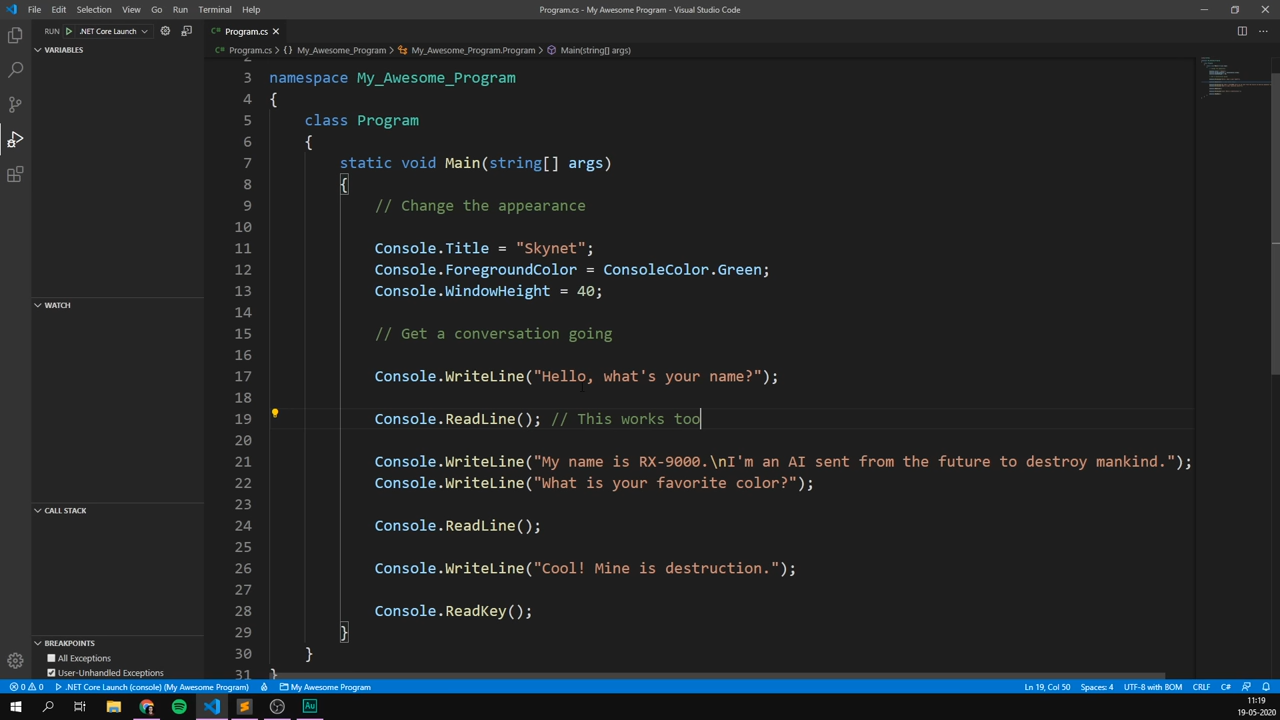 File Edit Selection View Go Run Terminal Help
Program.cs - My Awesome Program - Visual Studio Code
RUN .NET Core Launch
Program.cs
Program.cs > {} My_Awesome_Program > My_Awesome_Program.Program > Main(string[] args)
VARIABLES
WATCH
CALL STACK
BREAKPOINTS
All Exceptions
User-Unhandled Exceptions
2
3 namespace My_Awesome_Program
4 {
5 class Program
6 {
7 static void Main(string[] args)
8 {
9 // Change the appearance
10
11 Console.Title = "Skynet";
12 Console.ForegroundColor = ConsoleColor.Green;
13 Console.WindowHeight = 40;
14
15 // Get a conversation going
16
17 Console.WriteLine("Hello, what's your name?");
18
19 Console.ReadLine(); // This works too
20
21 Console.WriteLine("My name is RX-9000.\nI'm an AI sent from the future to destroy mankind.");
22 Console.WriteLine("What is your favorite color?");
23
24 Console.ReadLine();
25
26 Console.WriteLine("Cool! Mine is destruction.");
27
28 Console.ReadKey();
29 }
30 }
31 }
0 0 .NET Core Launch (console) (My Awesome Program) My Awesome Program
Ln 19, Col 50 Spaces: 4 UTF-8 with BOM CRLF C#
Au
11:19
19-05-2020